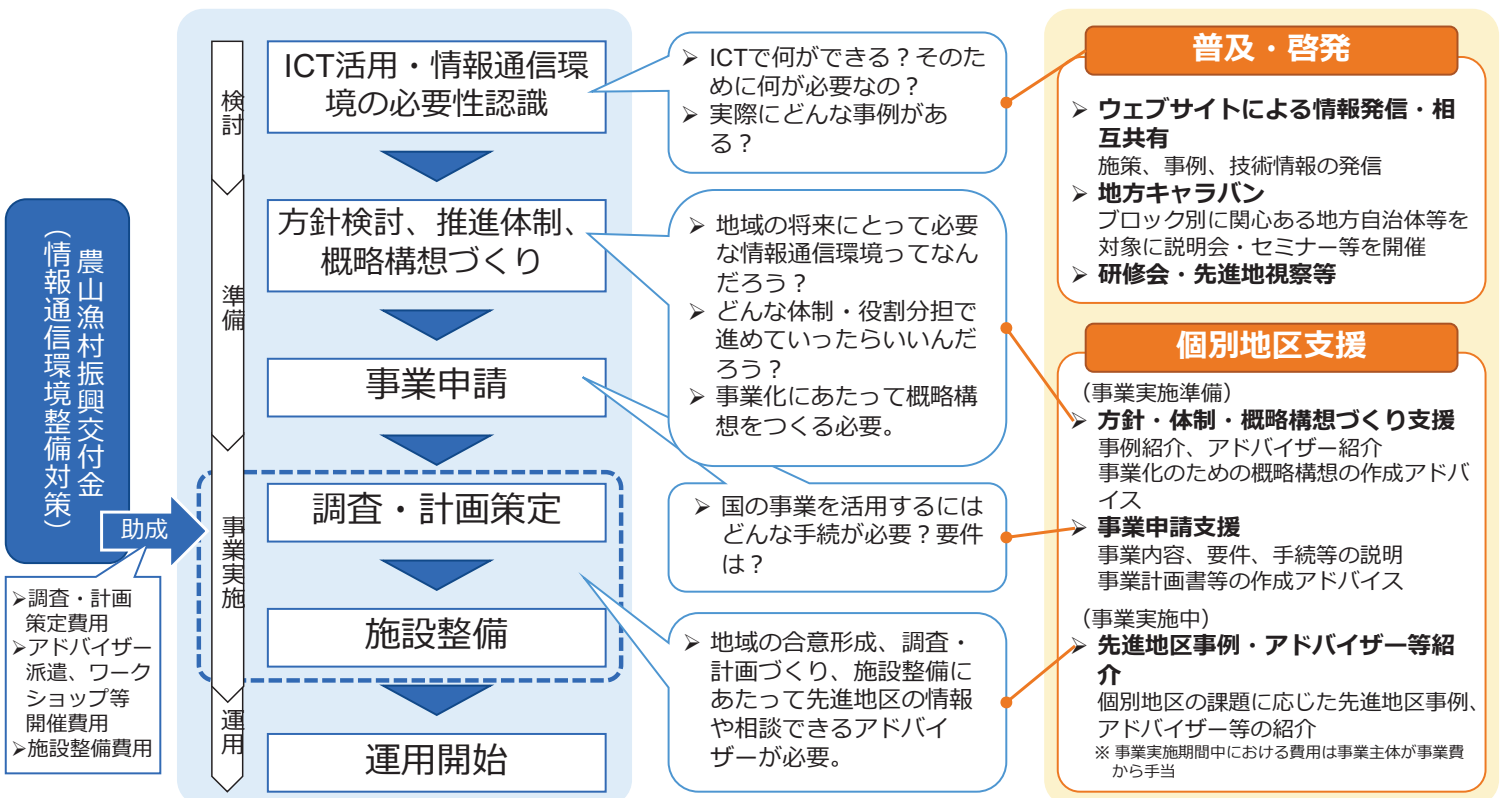 農山漁村振興交付金
（情報通信環境整備対策）
助成
➢調査・計画
策定費用
➢アドバイザー
派遣、ワーク
ショップ等
開催費用
➢施設整備費用
検討
準備
事業実施
運用
ICT活用・情報通信環
境の必要性認識
方針検討、推進体制、
概略構想づくり
事業申請
調査・計画策定
施設整備
運用開始
➢ ICTで何ができる？そのた
めに何が必要なの？
➢ 実際にどんな事例があ
る？
➢ 地域の将来にとって必要
な情報通信環境ってなん
だろう？
➢ どんな体制・役割分担で
進めていったらいいんだ
ろう？
➢ 事業化にあたって概略構
想をつくる必要。
➢ 国の事業を活用するには
どんな手続が必要？要件
は？
➢ 地域の合意形成、調査・
計画づくり、施設整備に
あたって先進地区の情報
や相談できるアドバイ
ザーが必要。
普及・啓発
➢ ウェブサイトによる情報発信・相
互共有
施策、事例、技術情報の発信
➢ 地方キャラバン
ブロック別に関心ある地方自治体等を
対象に説明会・セミナー等を開催
➢ 研修会・先進地視察等
個別地区支援
（事業実施準備）
➢ 方針・体制・概略構想づくり支援
事例紹介、アドバイザー紹介
事業化のための概略構想の作成アドバ
イス
➢ 事業申請支援
事業内容、要件、手続等の説明
事業計画書等の作成アドバイス
（事業実施中）
➢ 先進地区事例・アドバイザー等紹
介
個別地区の課題に応じた先進地区事例、
アドバイザー等の紹介
※ 事業実施期間中における費用は事業主体が事業費
から手当